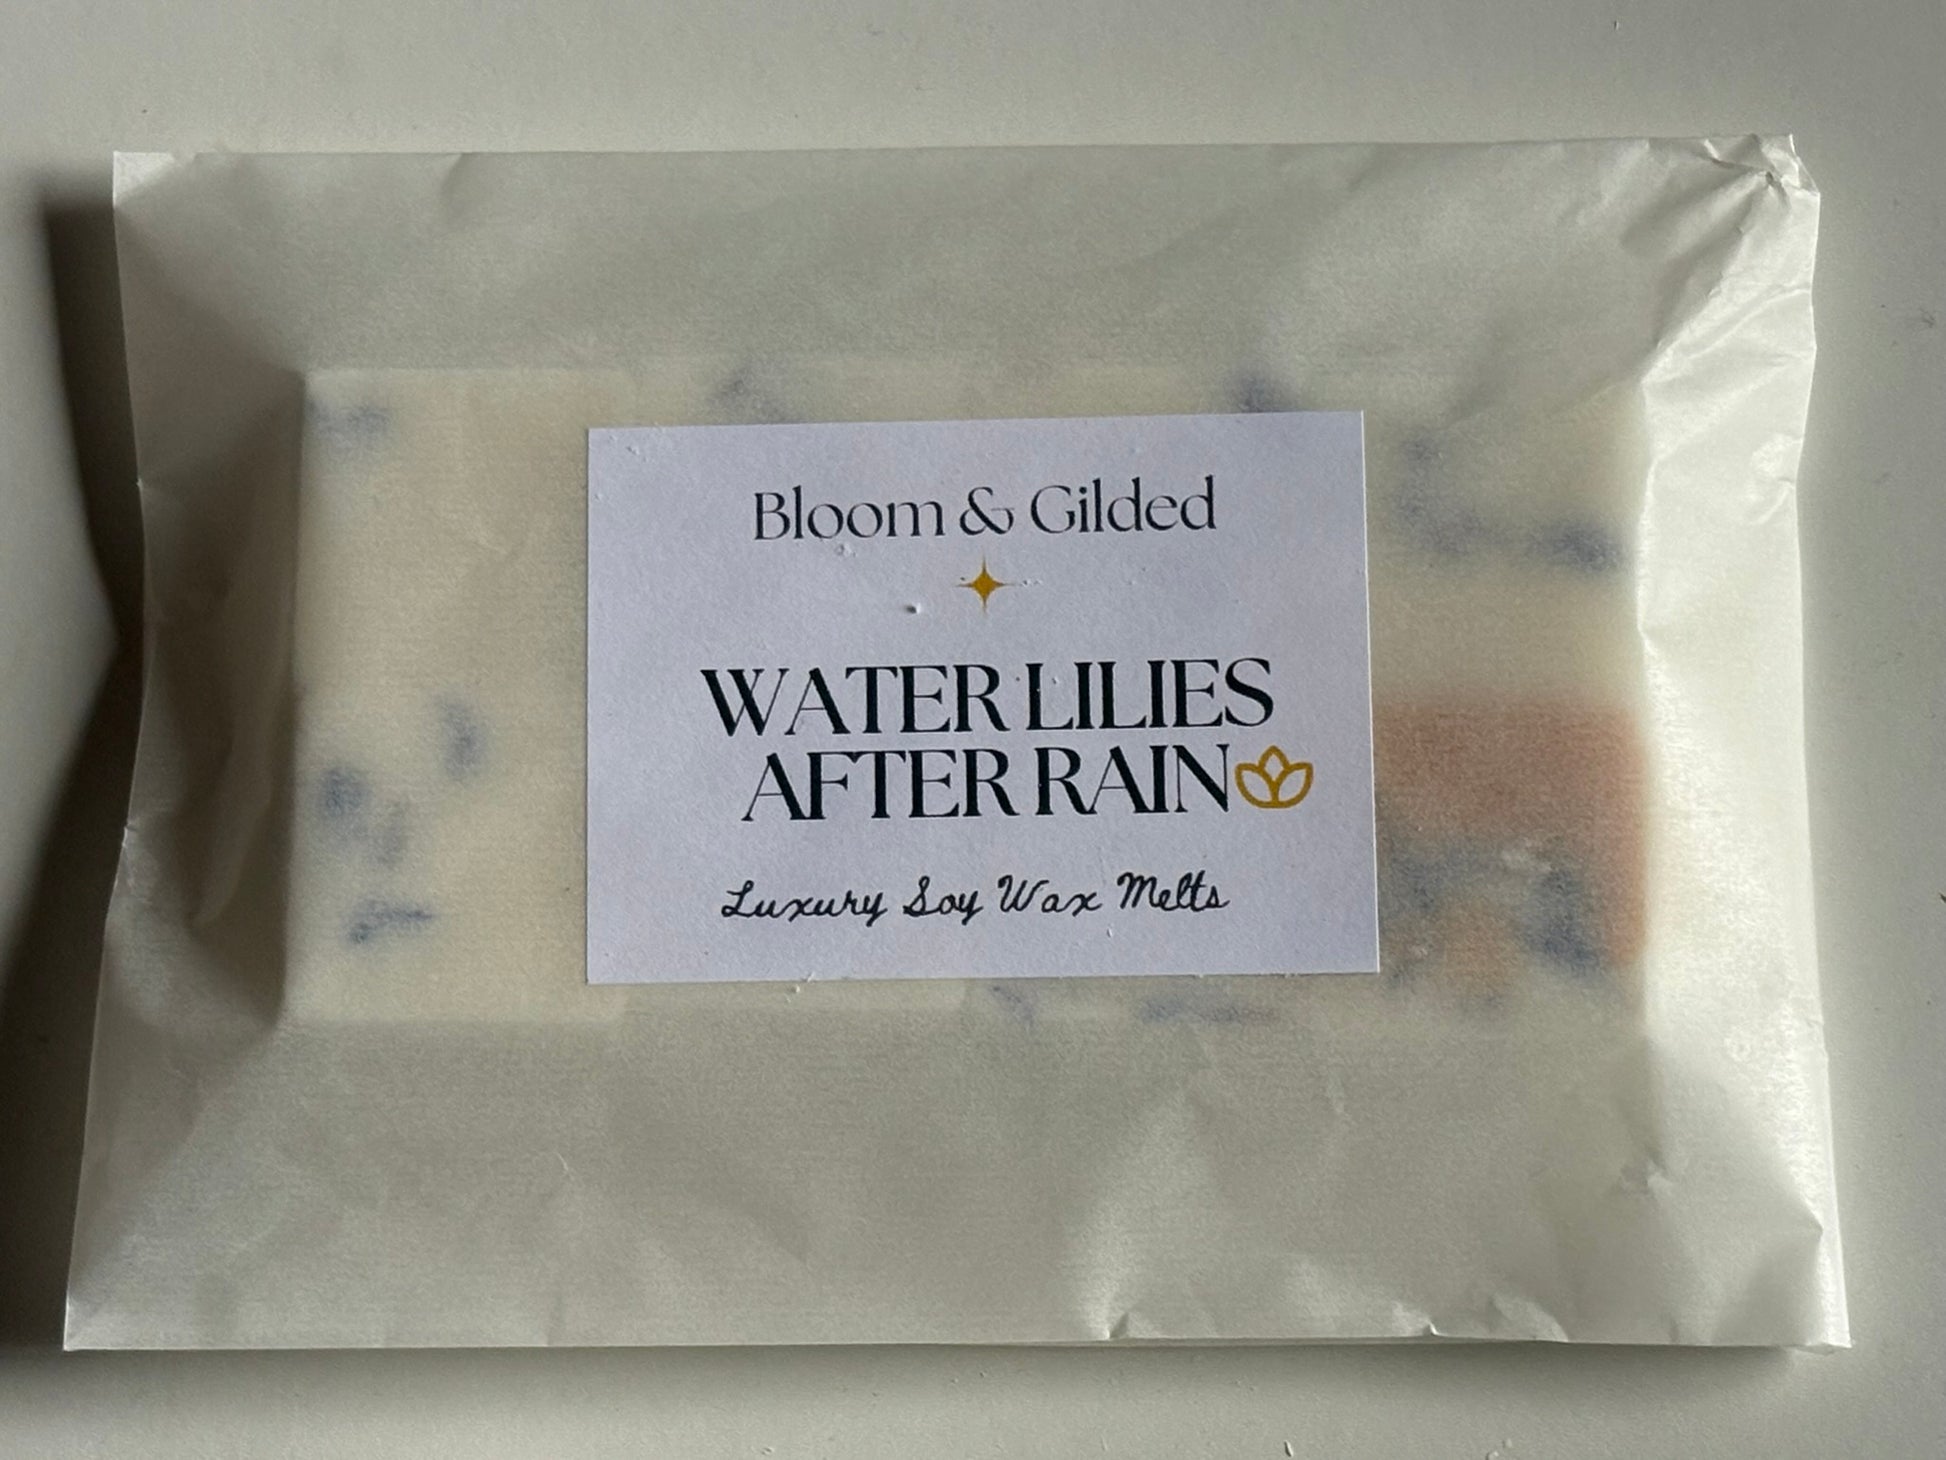 Bloom & Gilded
WATER LILIES
AFTER RAIN
Luxury Soy Wax Melts